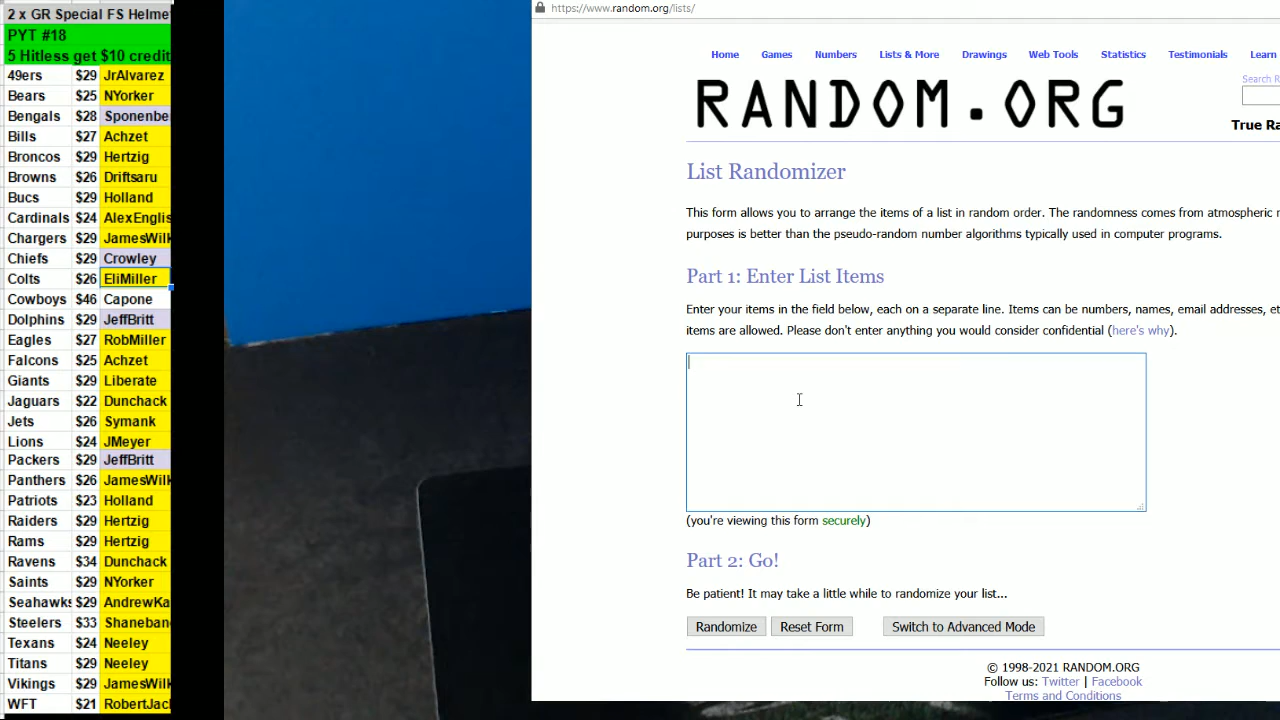 2 x GR Special FS Helme
PYT #18
5 Hitless get $10 credit
49ers $29 JrAlvarez
Bears $25 NYorker
Bengals $28 Sponenbe
Bills $27 Achzet
Broncos $29 Hertzig
Browns $26 Driftsaru
Bucs $29 Holland
Cardinals $24 AlexEnglis
Chargers $29 JamesWilk
Chiefs $29 Crowley
Colts $26 EliMiller
Cowboys $46 Capone
Dolphins $29 JeffBritt
Eagles $27 RobMiller
Falcons $25 Achzet
Giants $29 Liberate
Jaguars $22 Dunchack
Jets $26 Symank
Lions $24 JMeyer
Packers $29 JeffBritt
Panthers $26 JamesWilk
Patriots $23 Holland
Raiders $29 Hertzig
Rams $29 Hertzig
Ravens $34 Dunchack
Saints $29 NYorker
Seahawks $29 AndrewKa
Steelers $33 Shaneban
Texans $24 Neeley
Titans $29 Neeley
Vikings $29 JamesWilk
WFT $21 RobertJac
https://www.random.org/lists/
Home Games Numbers Lists & More Drawings Web Tools Statistics Testimonials Learn
Search R
RANDOM.ORG
True Ra
List Randomizer
This form allows you to arrange the items of a list in random order. The randomness comes from atmospheric
purposes is better than the pseudo-random number algorithms typically used in computer programs.
Part 1: Enter List Items
Enter your items in the field below, each on a separate line. Items can be numbers, names, email addresses, et
items are allowed. Please don't enter anything you would consider confidential (here's why).
(you're viewing this form securely)
Part 2: Go!
Be patient! It may take a little while to randomize your list...
Randomize Reset Form Switch to Advanced Mode
© 1998-2021 RANDOM.ORG
Follow us: Twitter | Facebook
Terms and Conditions